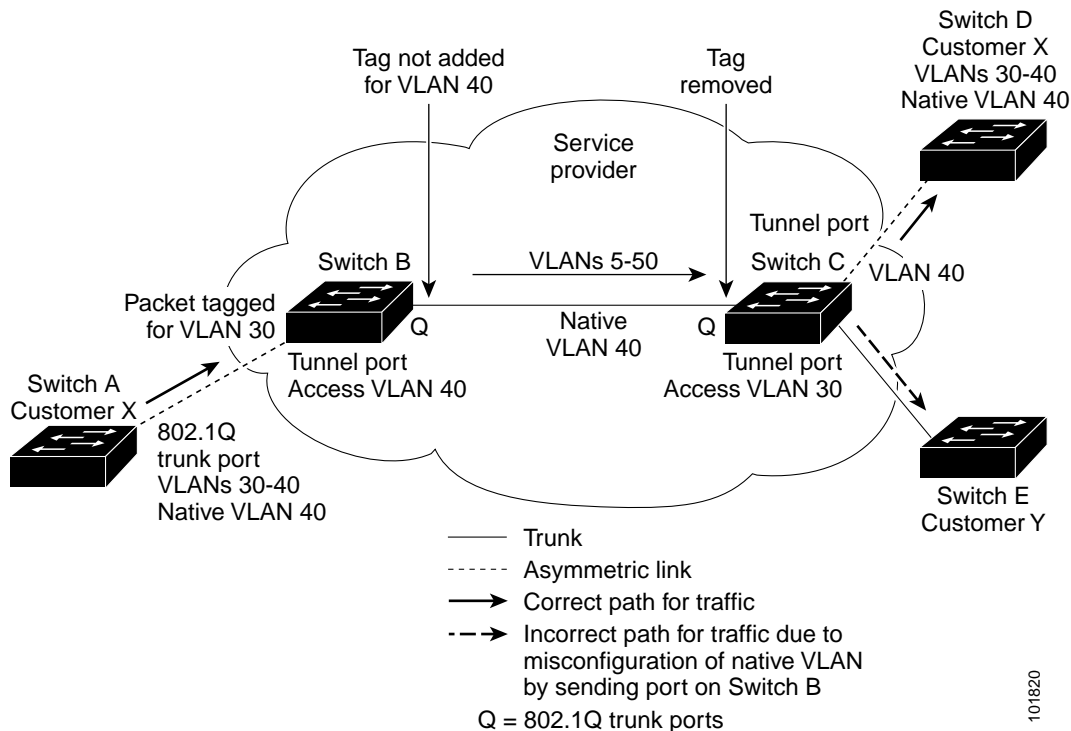 Tag not added
for VLAN 40
Tag
removed
Switch D
Customer X
VLANs 30-40
Native VLAN 40
Service
provider
Tunnel port
Switch B
VLANs 5-50
Switch C
VLAN 40
Packet tagged
for VLAN 30
Q
Native
VLAN 40
Q
Tunnel port
Access VLAN 40
Tunnel port
Access VLAN 30
Switch A
Customer X
802.1Q
trunk port
VLANs 30-40
Native VLAN 40
Switch E
Customer Y
Trunk
Asymmetric link
Correct path for traffic
Incorrect path for traffic due to
misconfiguration of native VLAN
by sending port on Switch B
Q = 802.1Q trunk ports
101820